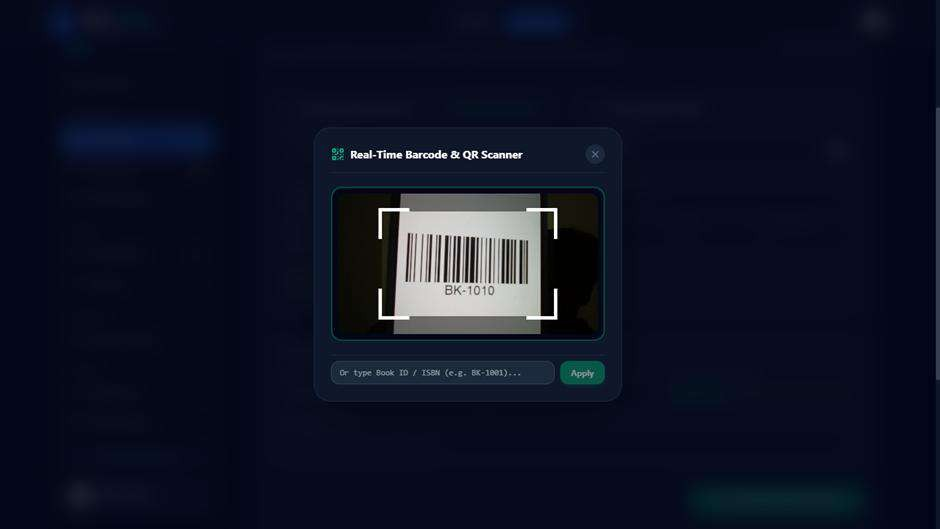 Real-Time Barcode & QR Scanner
BK-1010
Or type Book ID / ISBN (e.g. BK-1001)...
Apply